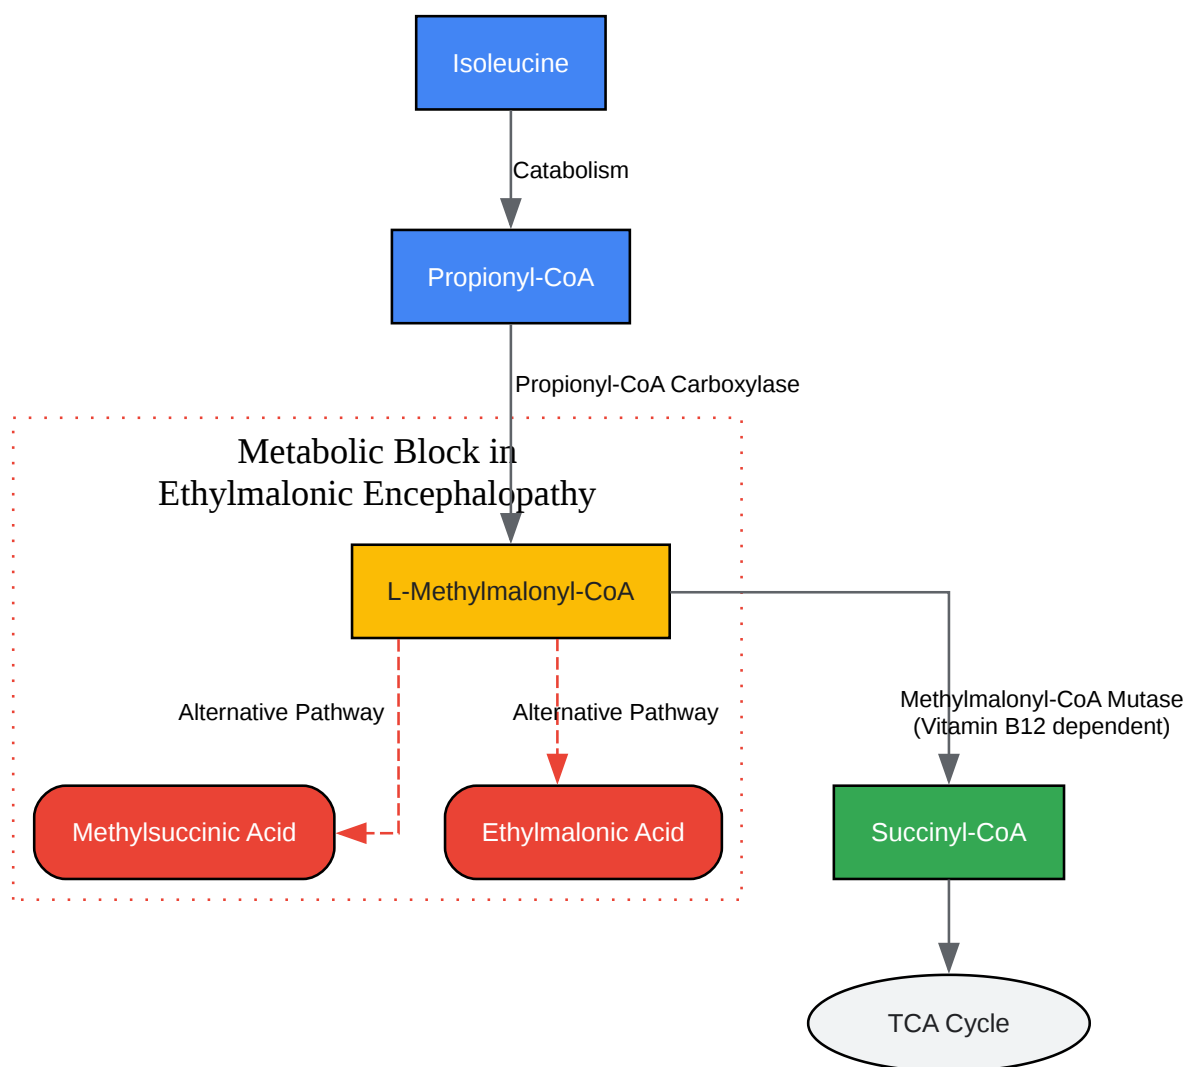 Isoleucine
Catabolism
Propionyl-CoA
Propionyl-CoA Carboxylase
Metabolic Block in
Ethylmalonic Encephalopathy
L-Methylmalonyl-CoA
Alternative Pathway
Alternative Pathway
Methylmalonyl-CoA Mutase
(Vitamin B12 dependent)
Methylsuccinic Acid
Ethylmalonic Acid
Succinyl-CoA
TCA Cycle